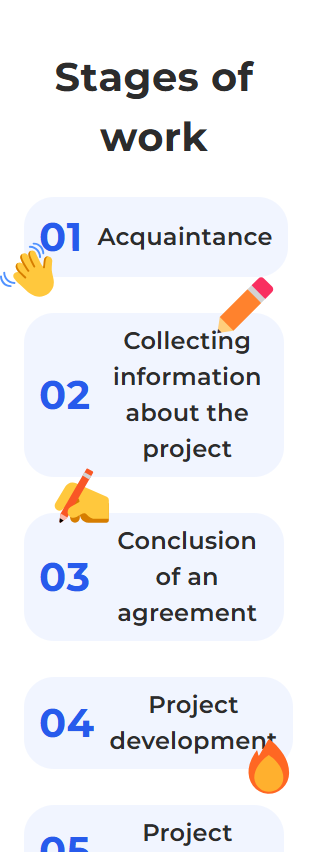 Stages of
work
01 Acquaintance
02
Collecting
information
about the
project
03
Conclusion
of an
agreement
04
Project
development
05
Project